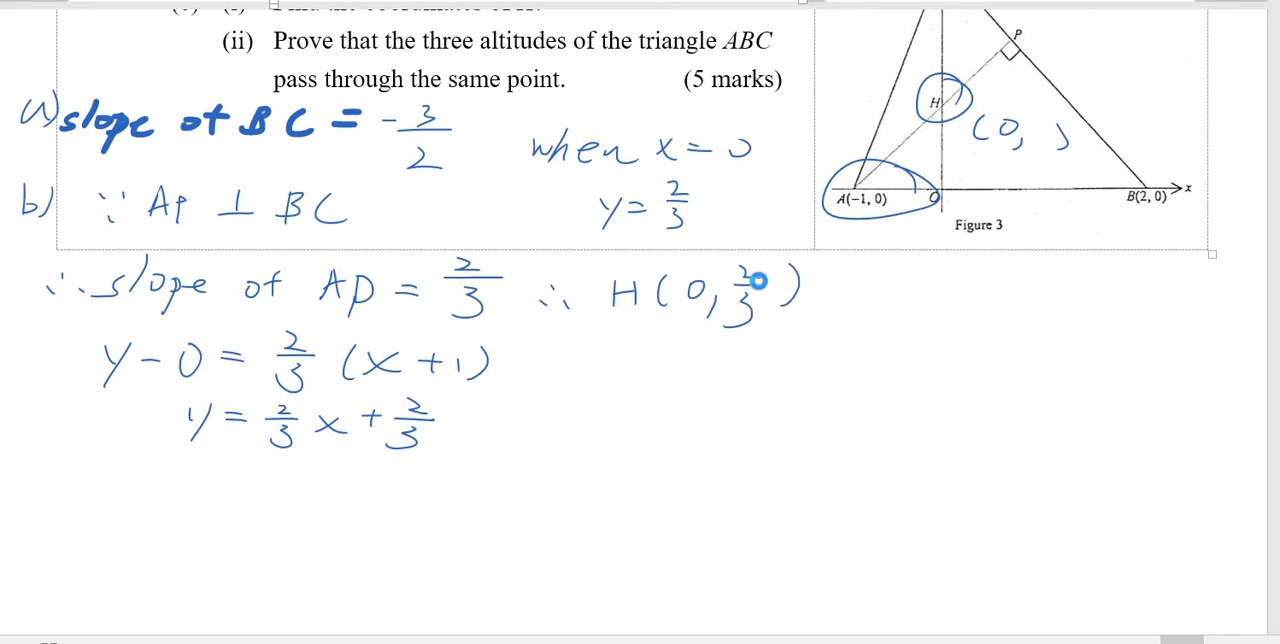 (ii) Prove that the three altitudes of the triangle ABC
pass through the same point. (5 marks)
a) slope of BC = -3/2
when x = 0
b) ∵ AP ⊥ BC
y = 2/3
∴ slope of AP = 2/3
∴ H(0, 2/3)
y - 0 = 2/3 (x + 1)
y = 2/3 x + 2/3
P
H
(0, )
A(−1, 0)
O
B(2, 0)
x
Figure 3